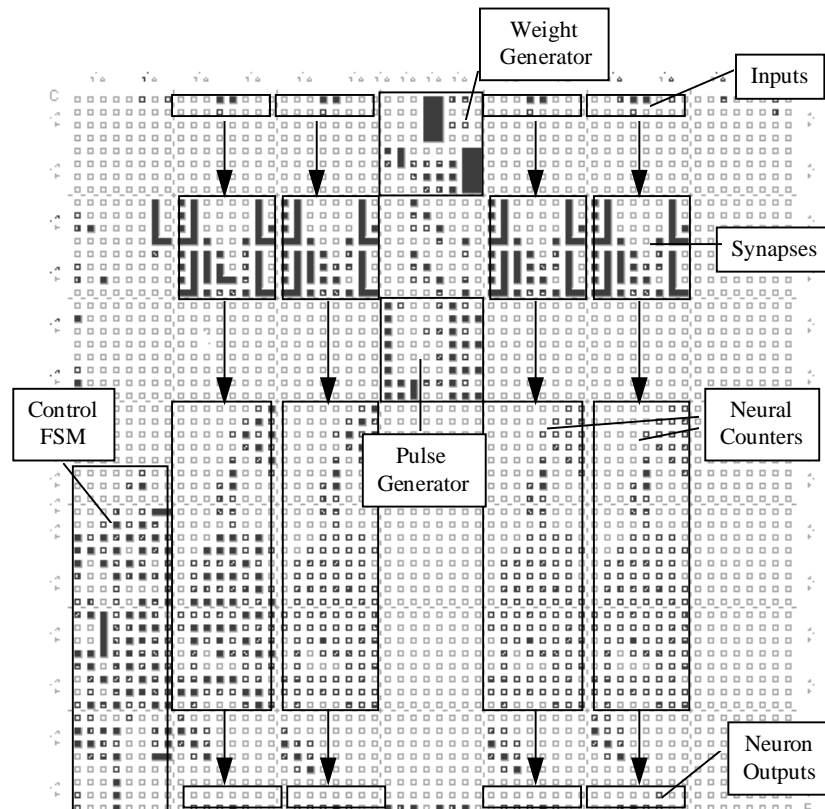 Weight
Generator
Inputs
Synapses
Control
FSM
Neural
Counters
Pulse
Generator
Neuron
Outputs